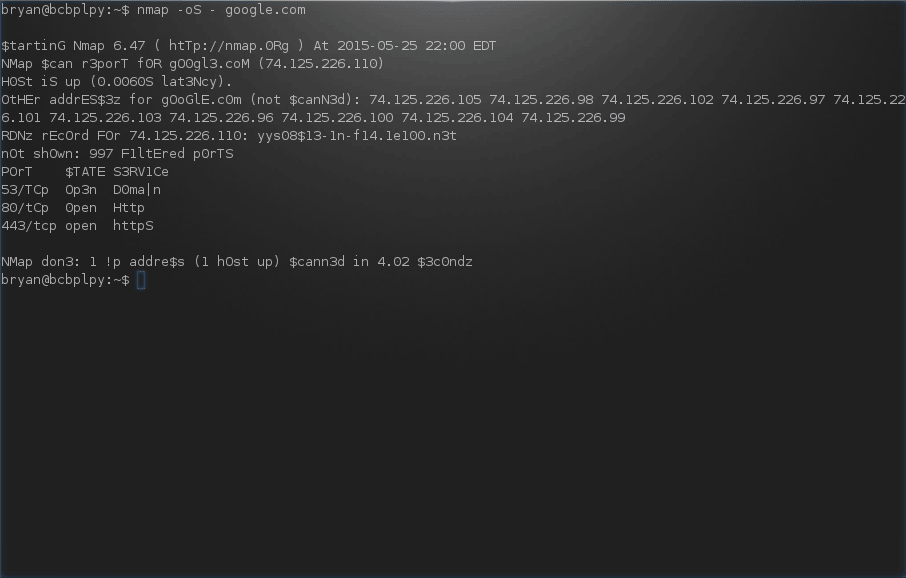 bryan@bcbplpy:~$ nmap -oS - google.com
$tartinG Nmap 6.47 ( htTp://nmap.0Rg ) At 2015-05-25 22:00 EDT
NMap $can r3porT f0R g00gl3.coM (74.125.226.110)
H0St iS up (0.0060S lat3Ncy).
OtHEr addrES$3z for gOoGlE.c0m (not $canN3d): 74.125.226.105 74.125.226.98 74.125.226.102 74.125.226.97 74.125.22
6.101 74.125.226.103 74.125.226.96 74.125.226.100 74.125.226.104 74.125.226.99
RDNz rEcOrd FOr 74.125.226.110: yys08$13-1n-f14.1e100.n3t
nOt shOwn: 997 F1ltEred pOrTS
POrT    $TATE S3RV1Ce
53/TCp  Op3n  D0ma|n
80/tCp  0pen  Http
443/tcp open  httpS
NMap don3: 1 !p addre$s (1 hOst up) $cann3d in 4.02 $3c0ndz
bryan@bcbplpy:~$